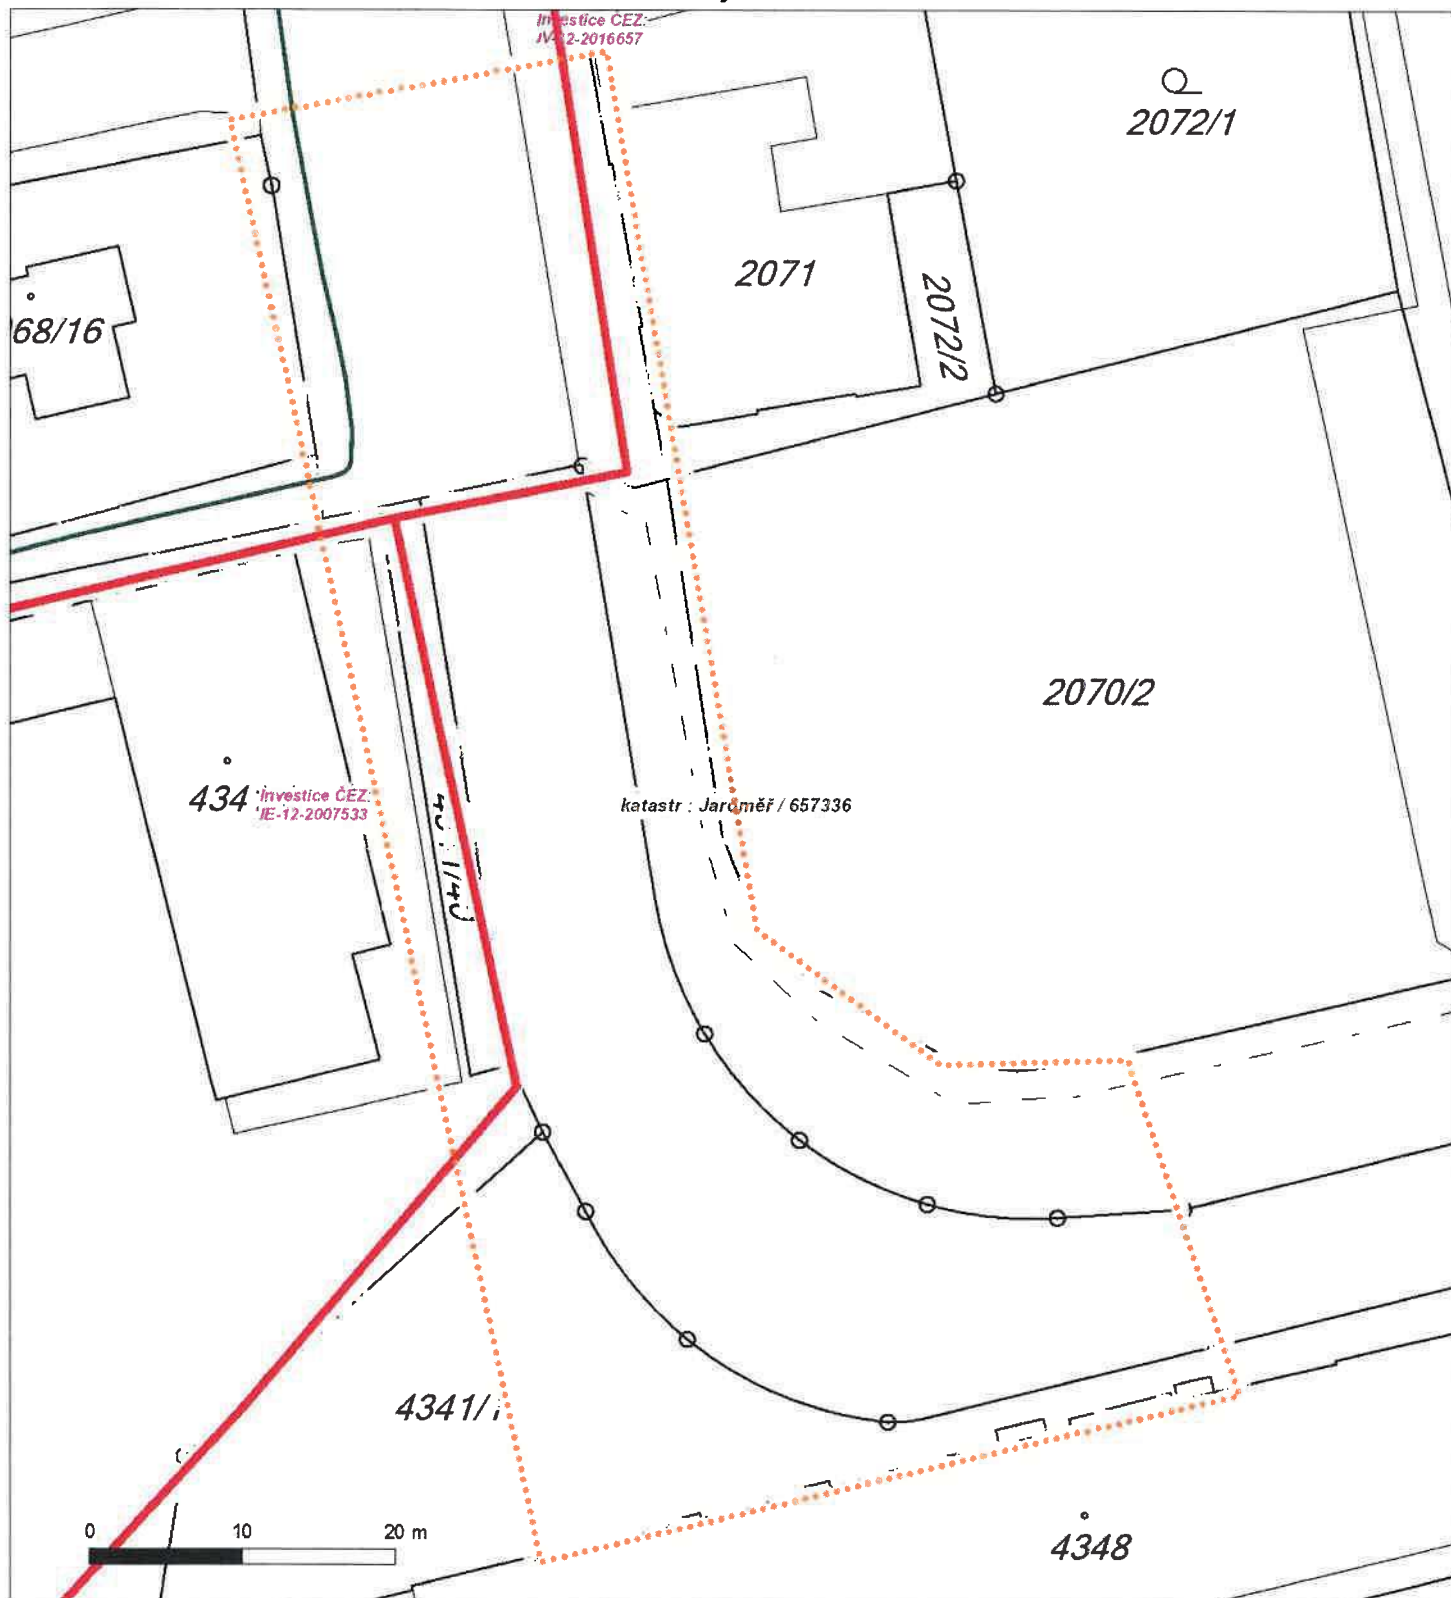 Investice ČEZ:
2072/1
2071
2072/2
68/16
2070/2
434
Investice ČEZ:
IE-12-2007533
katastr : Jaroměř / 657336
4341/
0 10 20 m
4348